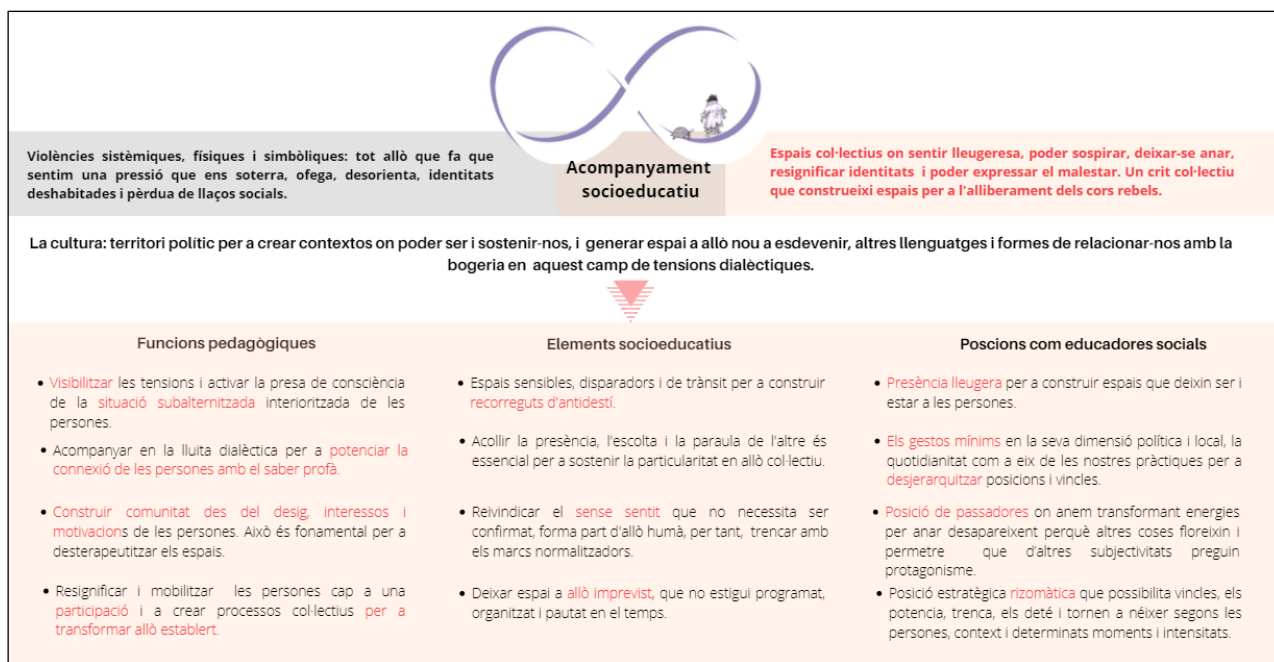 Violències sistèmiques, físiques i simbòliques: tot allò que fa que
sentim una pressió que ens soterra, ofega, desorienta, identitats
deshabitades i pèrdua de llaços socials.
Acompanyament
socioeducatiu
Espais col·lectius on sentir lleugeresa, poder sospirar, deixar-se anar,
resignificar identitats i poder expressar el malestar. Un crit col·lectiu
que construeixi espais per a l'alliberament dels cors rebels.
La cultura: territori polític per a crear contextos on poder ser i sostenir-nos, i generar espai a allò nou a esdevenir, altres llenguatges i formes de relacionar-nos amb la
bogeria en aquest camp de tensions dialèctiques.
Funcions pedagògiques
• Visibilitzar les tensions i activar la presa de consciència
de la situació subalternitzada interioritzada de les
persones.
• Acompanyar en la lluita dialèctica per a potenciar la
connexió de les persones amb el saber profà.
• Construir comunitat des del desig, interessos i
motivacions de les persones. Això és fonamental per a
desterapeutitzar els espais.
• Resignificar i mobilitzar les persones cap a una
participació i a crear processos col·lectius per a
transformar allò establert.
Elements socioeducatius
• Espais sensibles, disparadors i de trànsit per a construir
recorreguts d'antidestí.
• Acollir la presència, l'escolta i la paraula de l'altre és
essencial per a sostenir la particularitat en allò col·lectiu.
• Reivindicar el sense sentit que no necessita ser
confirmat, forma part d'allò humà, per tant, trencar amb
els marcs normalitzadors.
• Deixar espai a allò imprevist, que no estigui programat,
organitzat i pautat en el temps.
Poscions com educadores socials
• Presència lleugera per a construir espais que deixin ser i
estar a les persones.
• Els gestos mínims en la seva dimensió política i local, la
quotidianitat com a eix de les nostres pràctiques per a
desjerarquitzar posicions i vincles.
• Posició de passadores on anem transformant energies
per anar desapareixent perquè altres coses floreixin i
permetre que d'altres subjectivitats preguin
protagonisme.
• Posició estratègica rizomàtica que possibilita vincles, els
potencia, trenca, els deté i tornen a néixer segons les
persones, context i determinats moments i intensitats.